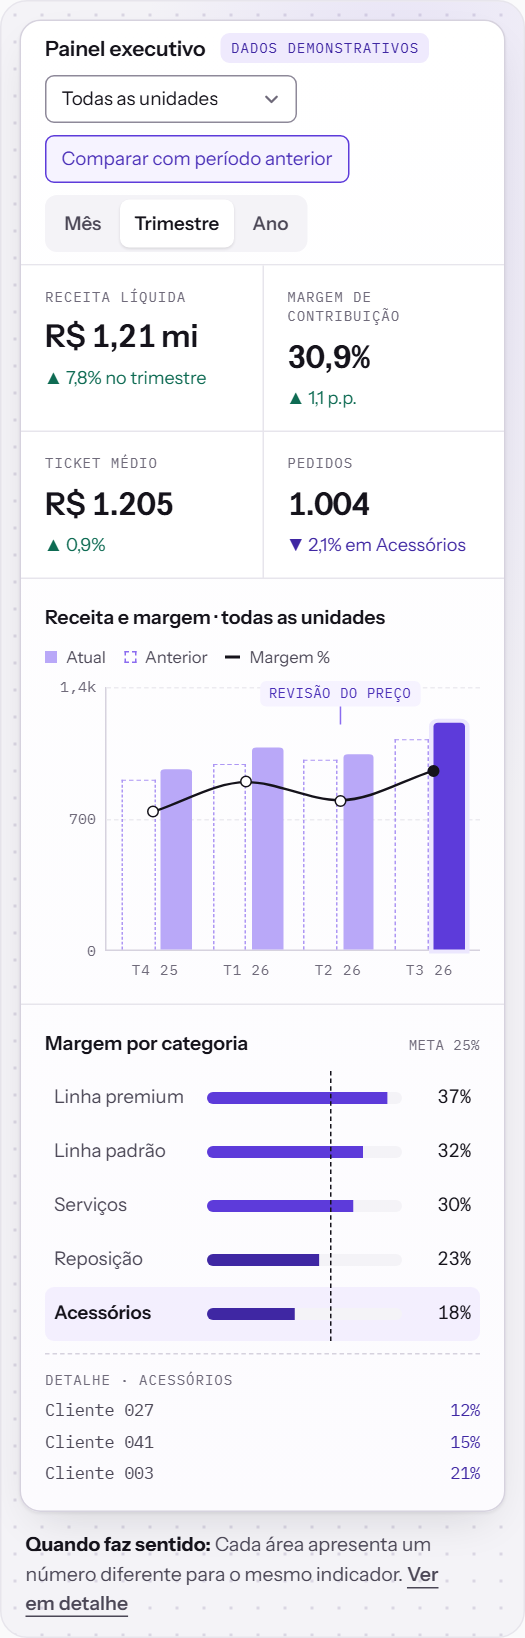 Painel executivo DADOS DEMONSTRATIVOS
Todas as unidades
Comparar com período anterior
Mês Trimestre Ano
RECEITA LÍQUIDA
R$ 1,21 mi
▲ 7,8% no trimestre
MARGEM DE
CONTRIBUIÇÃO
30,9%
▲ 1,1 p.p.
TICKET MÉDIO
R$ 1.205
▲ 0,9%
PEDIDOS
1.004
▼ 2,1% em Acessórios
Receita e margem · todas as unidades
Atual Anterior Margem %
1,4k
REVISÃO DO PREÇO
700
0
T4 25 T1 26 T2 26 T3 26
Margem por categoria META 25%
Linha premium 37%
Linha padrão 32%
Serviços 30%
Reposição 23%
Acessórios 18%
DETALHE · ACESSÓRIOS
Cliente 027 12%
Cliente 041 15%
Cliente 003 21%
Quando faz sentido: Cada área apresenta um
número diferente para o mesmo indicador. Ver
em detalhe